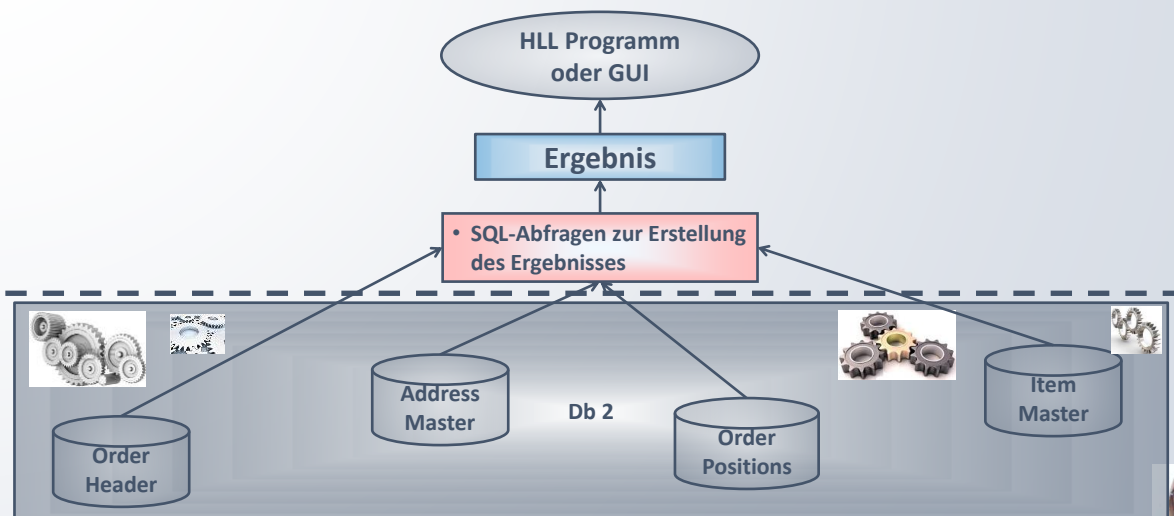 HLL Programm
oder GUI
Ergebnis
• SQL-Abfragen zur Erstellung
des Ergebnisses
Address
Master
Item
Master
Db 2
Order
Header
Order
Positions